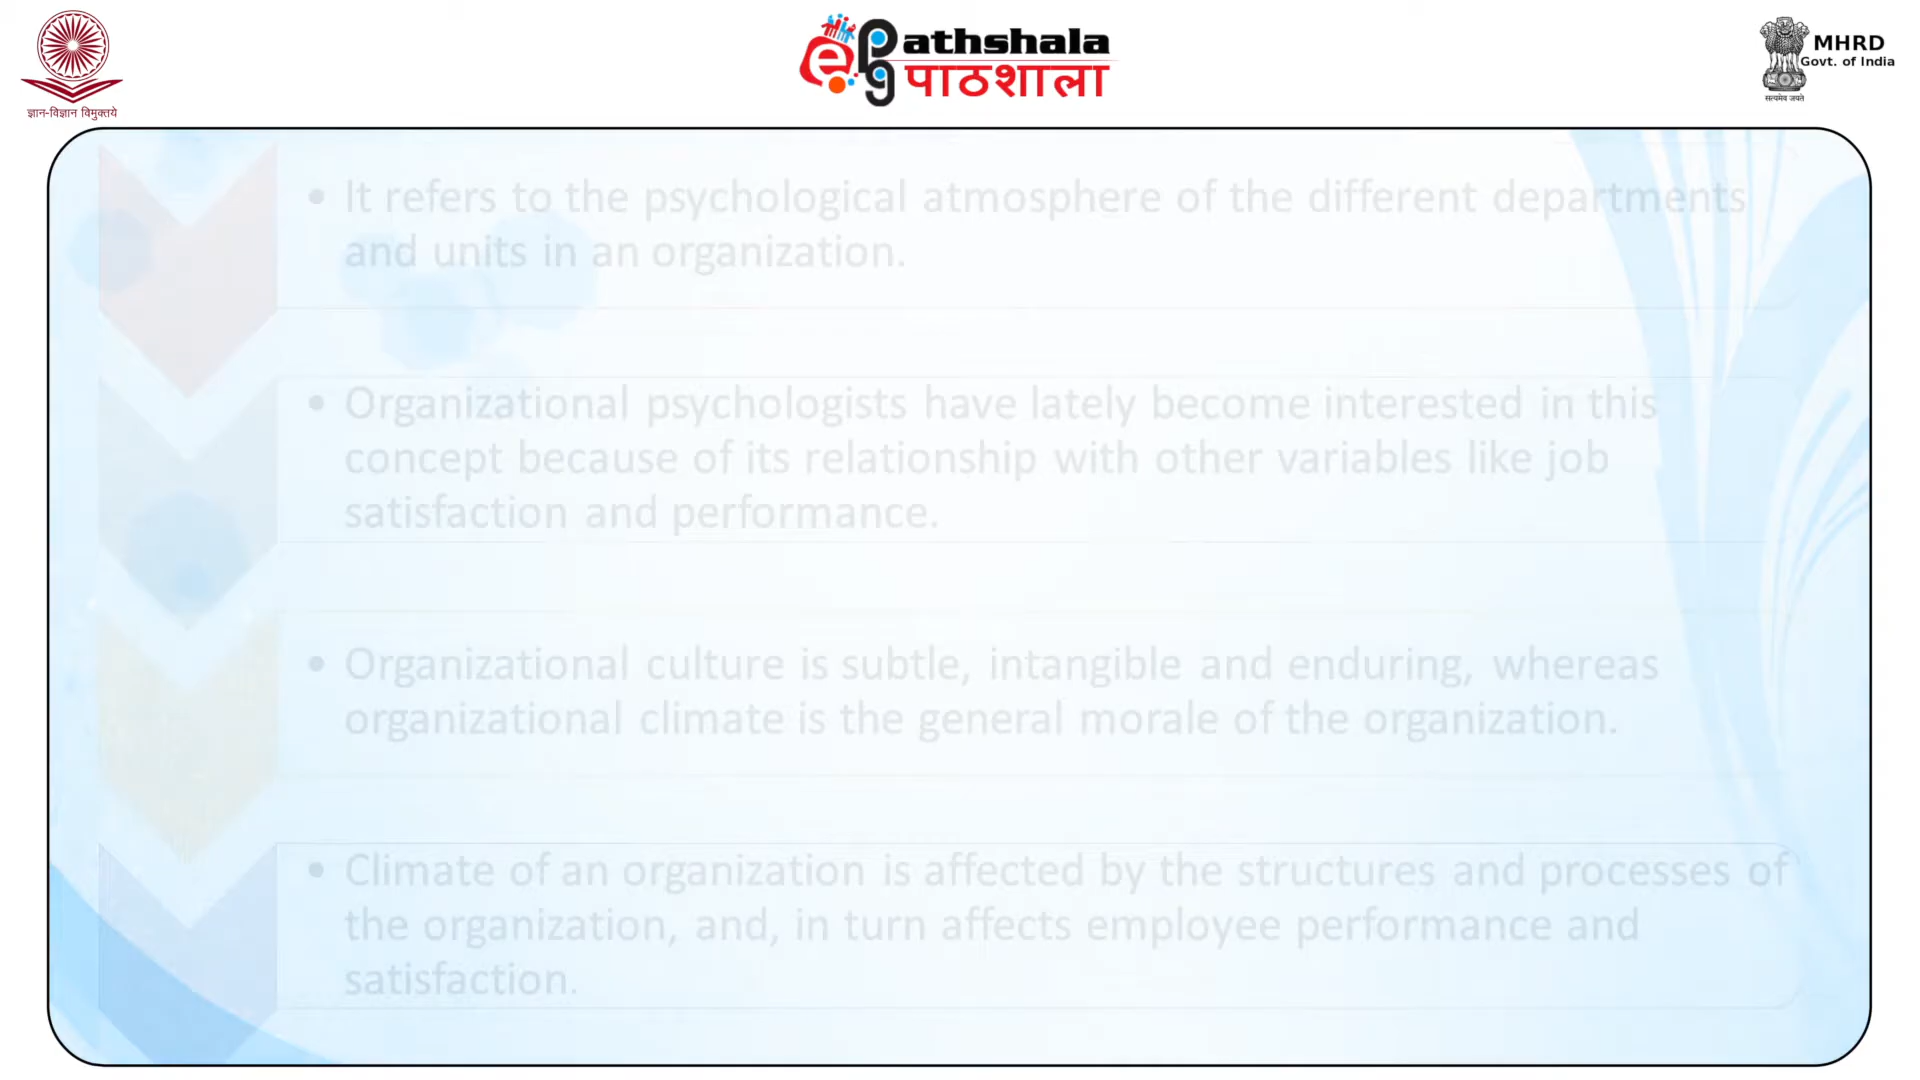 ज्ञान-विज्ञान विमुक्तये
e
pg
athshala
पाठशाला
MHRD
Govt. of India
सत्यमेव जयते
• It refers to the psychological atmosphere of the different departments
and units in an organization.
• Organizational psychologists have lately become interested in this
concept because of its relationship with other variables like job
satisfaction and performance.
• Organizational culture is subtle, intangible and enduring, whereas
organizational climate is the general morale of the organization.
• Climate of an organization is affected by the structures and processes of
the organization, and, in turn affects employee performance and
satisfaction.